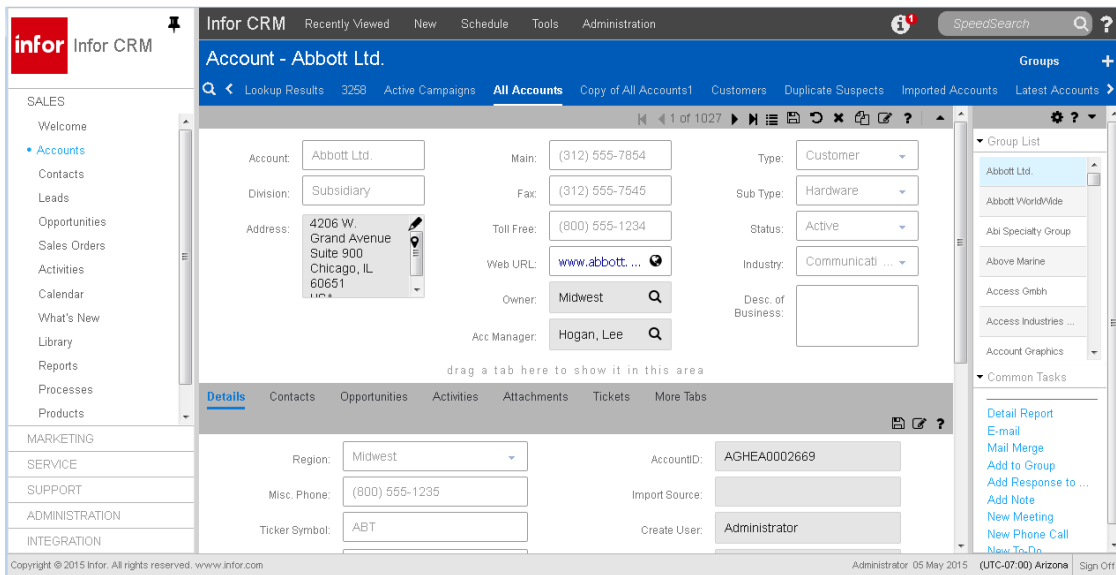 infor Infor CRM
Infor CRM Recently Viewed New Schedule Tools Administration 1 SpeedSearch ?
Account - Abbott Ltd. Groups +
Lookup Results 3258 Active Campaigns All Accounts Copy of All Accounts1 Customers Duplicate Suspects Imported Accounts Latest Accounts
1 of 1027 ?
?
SALES
Welcome
• Accounts
Contacts
Leads
Opportunities
Sales Orders
Activities
Calendar
What's New
Library
Reports
Processes
Products
MARKETING
SERVICE
SUPPORT
ADMINISTRATION
INTEGRATION
Account: Abbott Ltd.
Division: Subsidiary
Address: 4206 W.
Grand Avenue
Suite 900
Chicago, IL
60651
USA
Main: (312) 555-7854
Fax: (312) 555-7545
Toll Free: (800) 555-1234
Web URL: www.abbott. ...
Owner: Midwest
Acc Manager: Hogan, Lee
Type: Customer
Sub Type: Hardware
Status: Active
Industry: Communicati ...
Desc. of
Business:
drag a tab here to show it in this area
Details Contacts Opportunities Activities Attachments Tickets More Tabs
?
Region: Midwest
Misc. Phone: (800) 555-1235
Ticker Symbol: ABT
AccountID: AGHEA0002669
Import Source:
Create User: Administrator
Group List
Abbott Ltd.
Abbott WorldWide
Abi Specialty Group
Above Marine
Access Gmbh
Access Industries ...
Account Graphics
Common Tasks
Detail Report
E-mail
Mail Merge
Add to Group
Add Response to ...
Add Note
New Meeting
New Phone Call
New To-Do
Copyright © 2015 Infor. All rights reserved. www.infor.com
Administrator 05 May 2015 (UTC-07:00) Arizona Sign Off